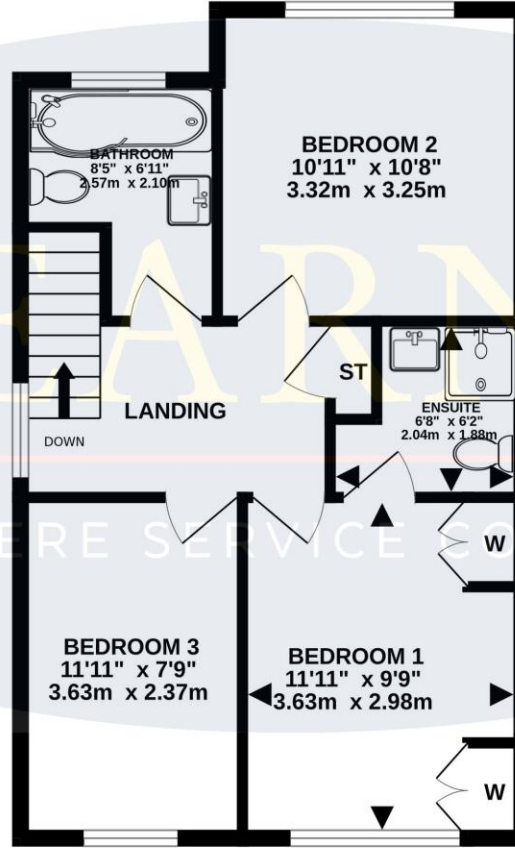 BEDROOM 2
10'11" x 10'8"
3.32m x 3.25m
BATHROOM
8'5" x 6'11"
2.57m x 2.10m
EARN
ST
LANDING
DOWN
ENSUITE
6'8" x 6'2"
2.04m x 1.88m
ERE SERVICE CO
W
BEDROOM 3
11'11" x 7'9"
3.63m x 2.37m
BEDROOM 1
11'11" x 9'9"
3.63m x 2.98m
W